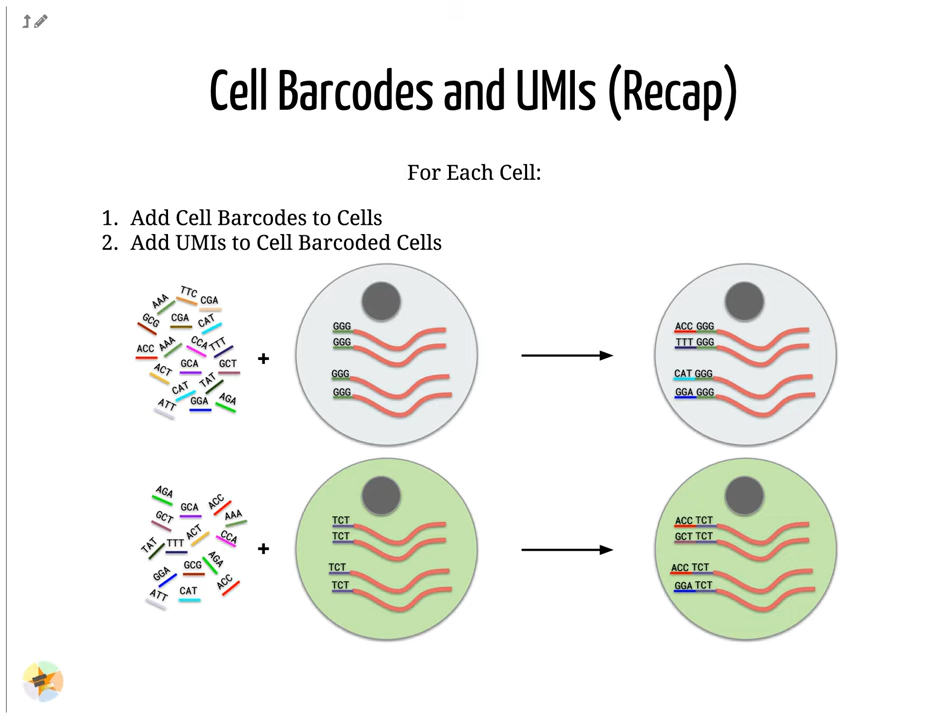 Cell Barcodes and UMIs (Recap)
For Each Cell:
1. Add Cell Barcodes to Cells
2. Add UMIs to Cell Barcoded Cells
AAA TTC CGA
GCG CGA CAT
ACC AAA CCA TTT
ACT GCA GCT
CAT TAT
ATT GGA AGA
+
GGG
GGG
GGG
GGG
ACC GGG
TTT GGG
CAT GGG
GGA GGG
AGA GCA ACC
GCT ACT AAA
TAT TTT CCA
GGA GCG AGA
ATT CAT ACC
+
TCT
TCT
TCT
TCT
ACC TCT
GCT TCT
ACC TCT
GGA TCT